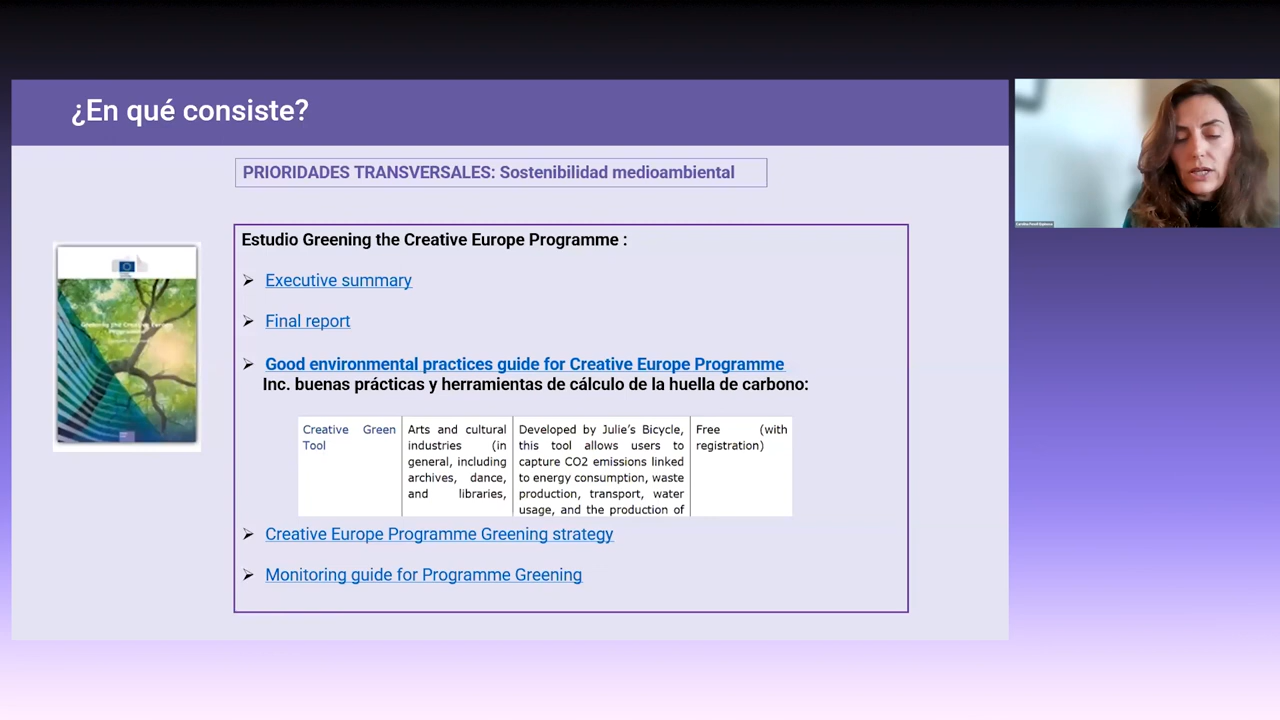 ¿En qué consiste?
PRIORIDADES TRANSVERSALES: Sostenibilidad medioambiental
Estudio Greening the Creative Europe Programme :
Executive summary
Final report
Good environmental practices guide for Creative Europe Programme
Inc. buenas prácticas y herramientas de cálculo de la huella de carbono:
Creative Green
Tool
Arts and cultural
industries (in
general, including
archives, dance,
and libraries,
Developed by Julie's Bicycle,
this tool allows users to
capture CO2 emissions linked
to energy consumption, waste
production, transport, water
usage, and the production of
Free (with
registration)
Creative Europe Programme Greening strategy
Monitoring guide for Programme Greening